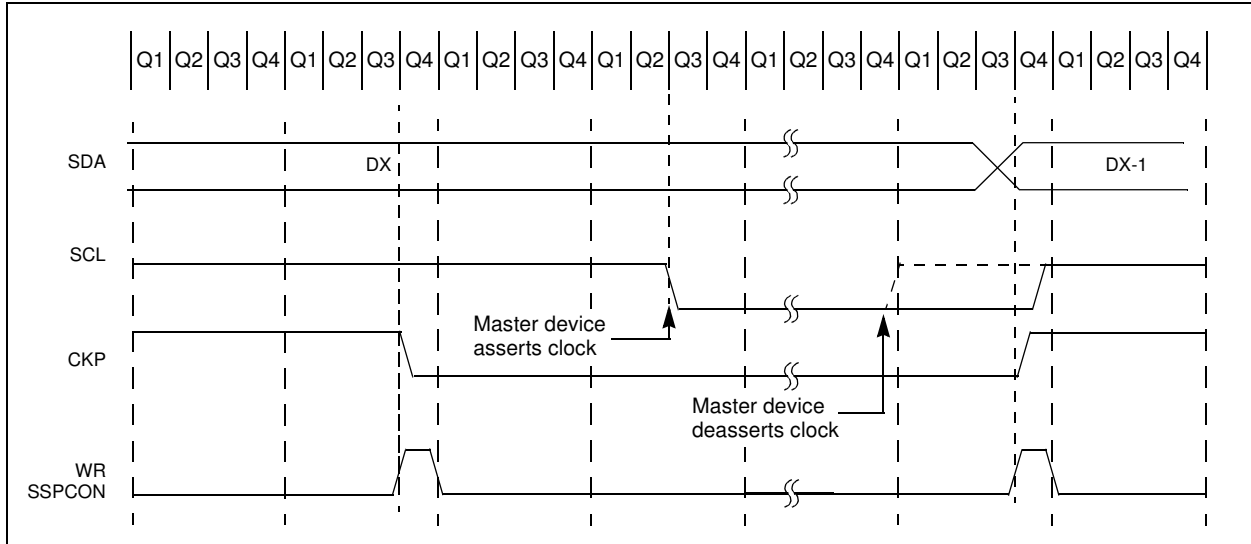 Q1 Q2 Q3 Q4 Q1 Q2 Q3 Q4 Q1 Q2 Q3 Q4 Q1 Q2 Q3 Q4 Q1 Q2 Q3 Q4 Q1 Q2 Q3 Q4 Q1 Q2 Q3 Q4
SDA
DX
DX-1
SCL
Master device
asserts clock
CKP
Master device
deasserts clock
WR
SSPCON